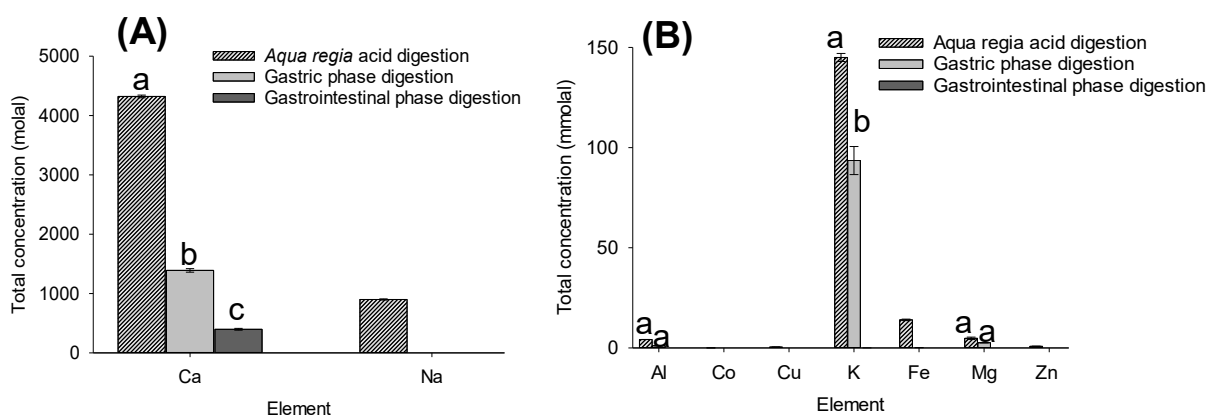 (A)
Aqua regia acid digestion
Gastric phase digestion
Gastrointestinal phase digestion
Total concentration (molal)
5000
4000
3000
2000
1000
0
a
b
c
Ca
Na
Element
(B)
Aqua regia acid digestion
Gastric phase digestion
Gastrointestinal phase digestion
Total concentration (mmolal)
150
100
50
0
a
a
a
b
a
a
Al
Co
Cu
K
Fe
Mg
Zn
Element